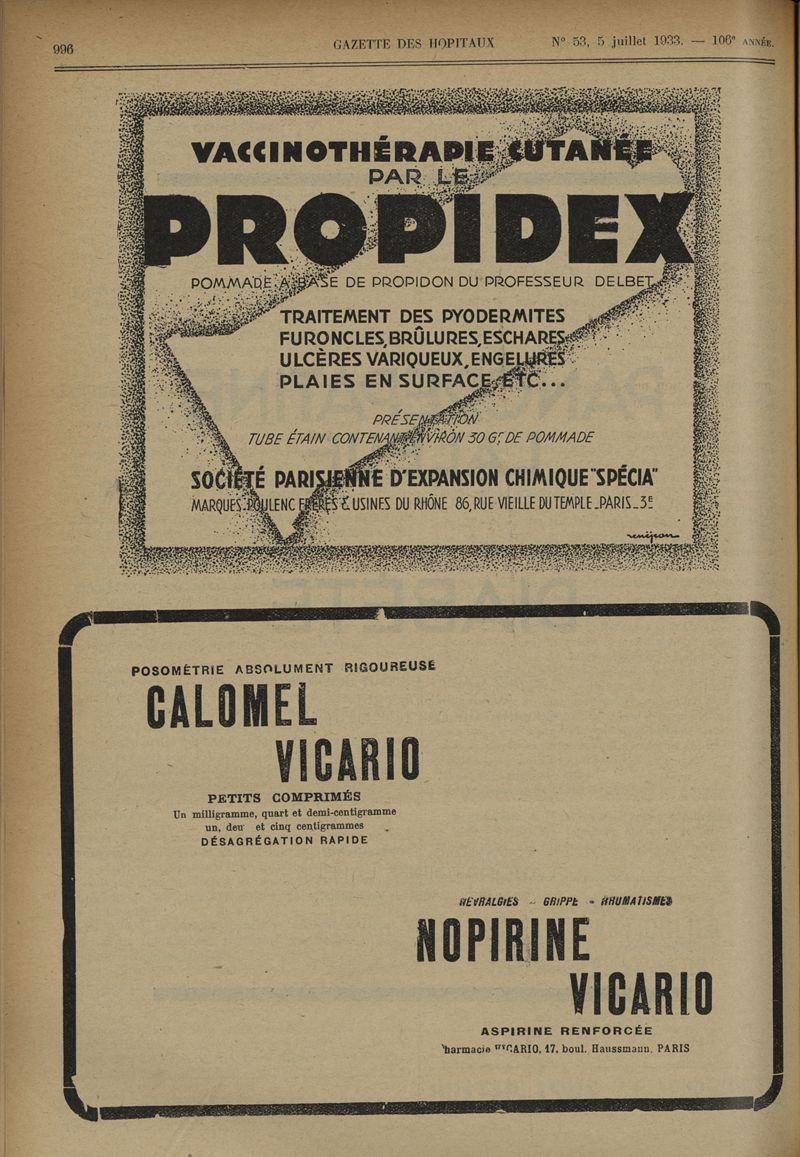 996
GAZETTE DES HOPITAUX
N° 53, 5 juillet 1933. — 106e ANNÉE.
VACCINOTHÉRAPIE CUTANÉE
PAR LE
PROPIDEX
POMMADE A BASE DE PROPIDON DU PROFESSEUR DELBET
TRAITEMENT DES PYODERMITES
FURONCLES, BRÛLURES, ESCHARES
ULCÈRES VARIQUEUX, ENGELURES
PLAIES EN SURFACE, ETC...
PRÉSENTATION
TUBE ÉTAIN CONTENANT ENVIRON 30 Gr DE POMMADE
SOCIÉTÉ PARISIENNE D'EXPANSION CHIMIQUE "SPÉCIA"
MARQUES POULENC FRÈRES & USINES DU RHÔNE 86, RUE VIEILLE DU TEMPLE _ PARIS _ 3E
renéjean
POSOMÉTRIE ABSOLUMENT RIGOUREUSE
CALOMEL
VICARIO
PETITS COMPRIMÉS
Un milligramme, quart et demi-centigramme
un, deu et cinq centigrammes
DÉSAGRÉGATION RAPIDE
NÉVRALGIES - GRIPPE - RHUMATISMES
NOPIRINE
VICARIO
ASPIRINE RENFORCÉE
Pharmacie VICARIO, 17, boul. Haussmann, PARIS